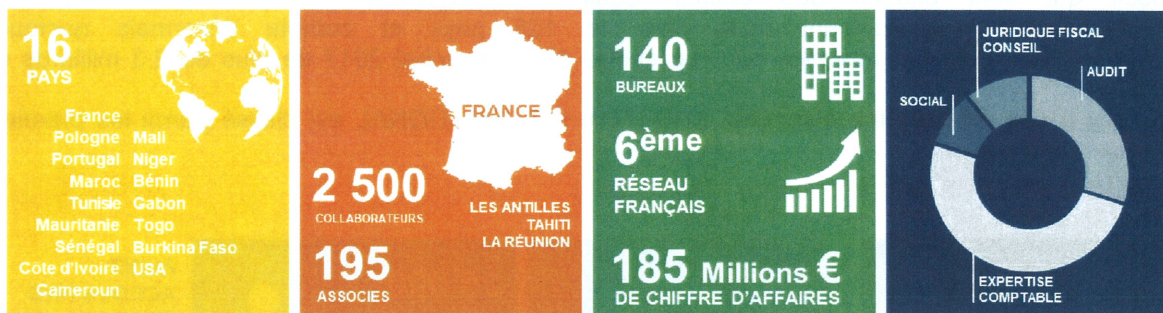 16
PAYS
France
Pologne Mali
Portugal Niger
Maroc Bénin
Tunisie Gabon
Mauritanie Togo
Sénégal Burkina Faso
Côte d'Ivoire USA
Cameroun
FRANCE
2 500
COLLABORATEURS
195
ASSOCIES
LES ANTILLES
TAHITI
LA RÉUNION
140
BUREAUX
6ème
RÉSEAU
FRANÇAIS
185 Millions €
DE CHIFFRE D'AFFAIRES
JURIDIQUE FISCAL
CONSEIL
AUDIT
SOCIAL
EXPERTISE
COMPTABLE